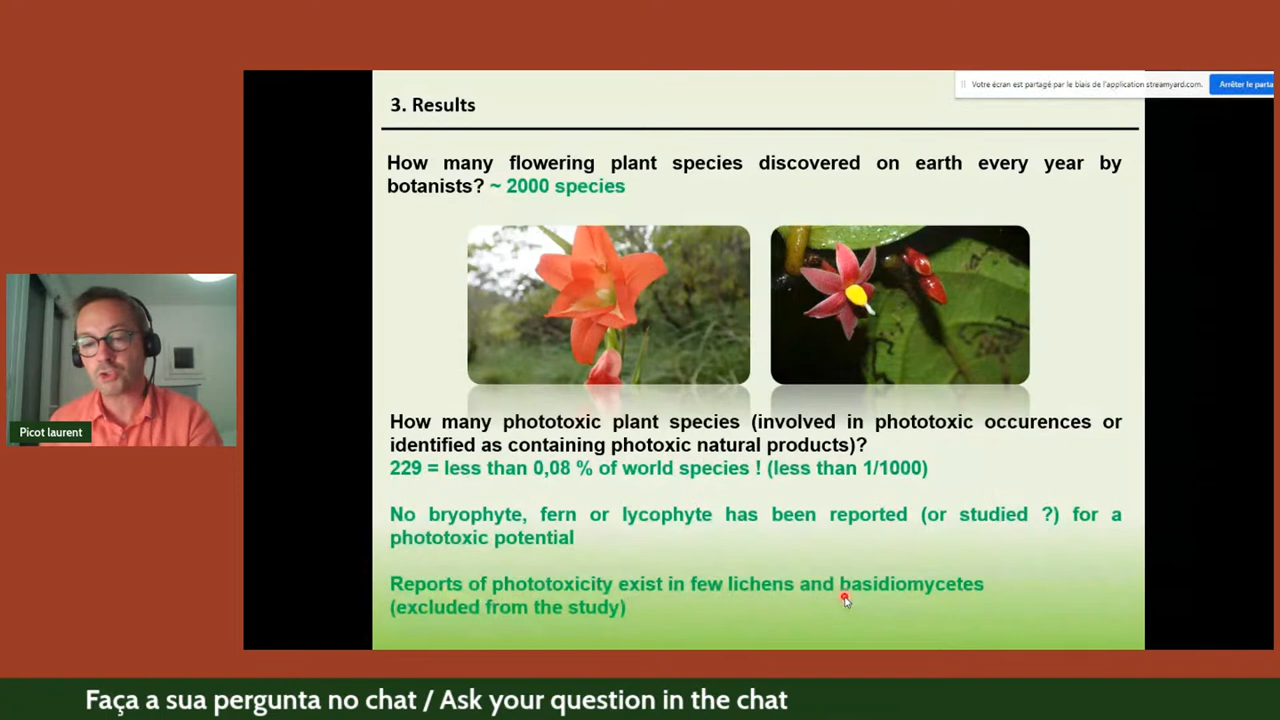 Votre écran est partagé par le biais de l'application streamyard.com.
Arrêter le parta
3. Results
How many flowering plant species discovered on earth every year by
botanists? ~ 2000 species
How many phototoxic plant species (involved in phototoxic occurences or
identified as containing photoxic natural products)?
229 = less than 0,08 % of world species ! (less than 1/1000)
No bryophyte, fern or lycophyte has been reported (or studied ?) for a
phototoxic potential
Reports of phototoxicity exist in few lichens and basidiomycetes
(excluded from the study)
Picot laurent
Faça a sua pergunta no chat / Ask your question in the chat